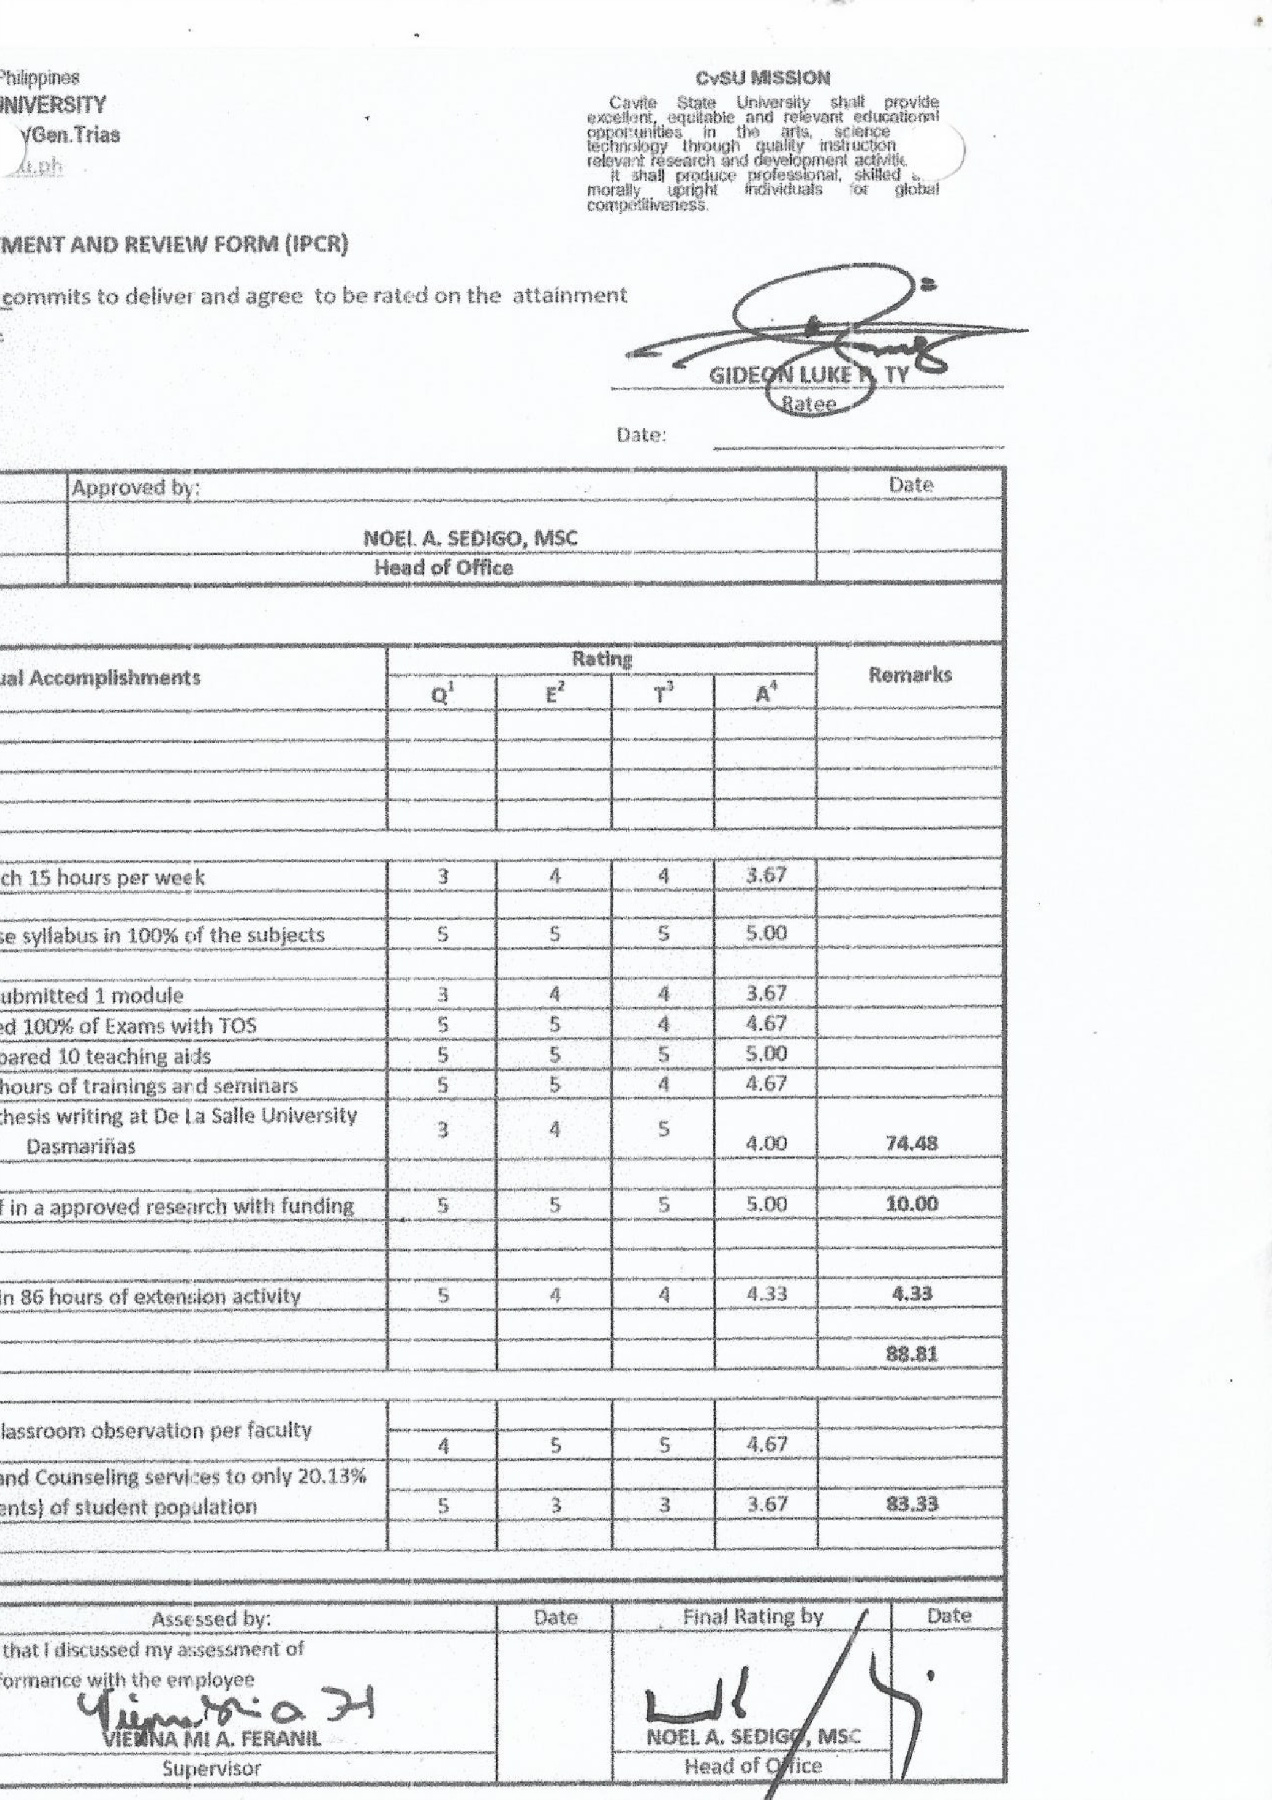 Philippines
UNIVERSITY
/Gen.Trias
u.ph
CvSU MISSION
Cavite State University shall provide
excellent, equitable and relevant educational
opportunities in the arts, science
technology through quality instruction
relevant research and development activitie
it shall produce professional, skilled a
morally upright individuals for global
competitiveness.
TMENT AND REVIEW FORM (IPCR)
commits to deliver and agree to be rated on the attainment
GIDEON LUKE P. TY
Ratee
Date:
Approved by: Date
NOEL A. SEDIGO, MSC
Head of Office
ual Accomplishments Rating Remarks
Q1 E2 T3 A4
ch 15 hours per week 3 4 4 3.67
se syllabus in 100% of the subjects 5 5 5 5.00
ubmitted 1 module 3 4 4 3.67
ed 100% of Exams with TOS 5 5 4 4.67
pared 10 teaching aids 5 5 5 5.00
hours of trainings and seminars 5 5 4 4.67
thesis writing at De La Salle University
Dasmariñas 3 4 5 4.00 74.48
f in a approved research with funding 5 5 5 5.00 10.00
in 86 hours of extension activity 5 4 4 4.33 4.33
88.81
lassroom observation per faculty
4 5 5 4.67
and Counseling services to only 20.13%
ents) of student population 5 3 3 3.67 83.33
Assessed by: Date Final Rating by Date
that I discussed my assessment of
formance with the employee
VIENNA MI A. FERANIL NOEL A. SEDIGO, MSC
Supervisor Head of Office